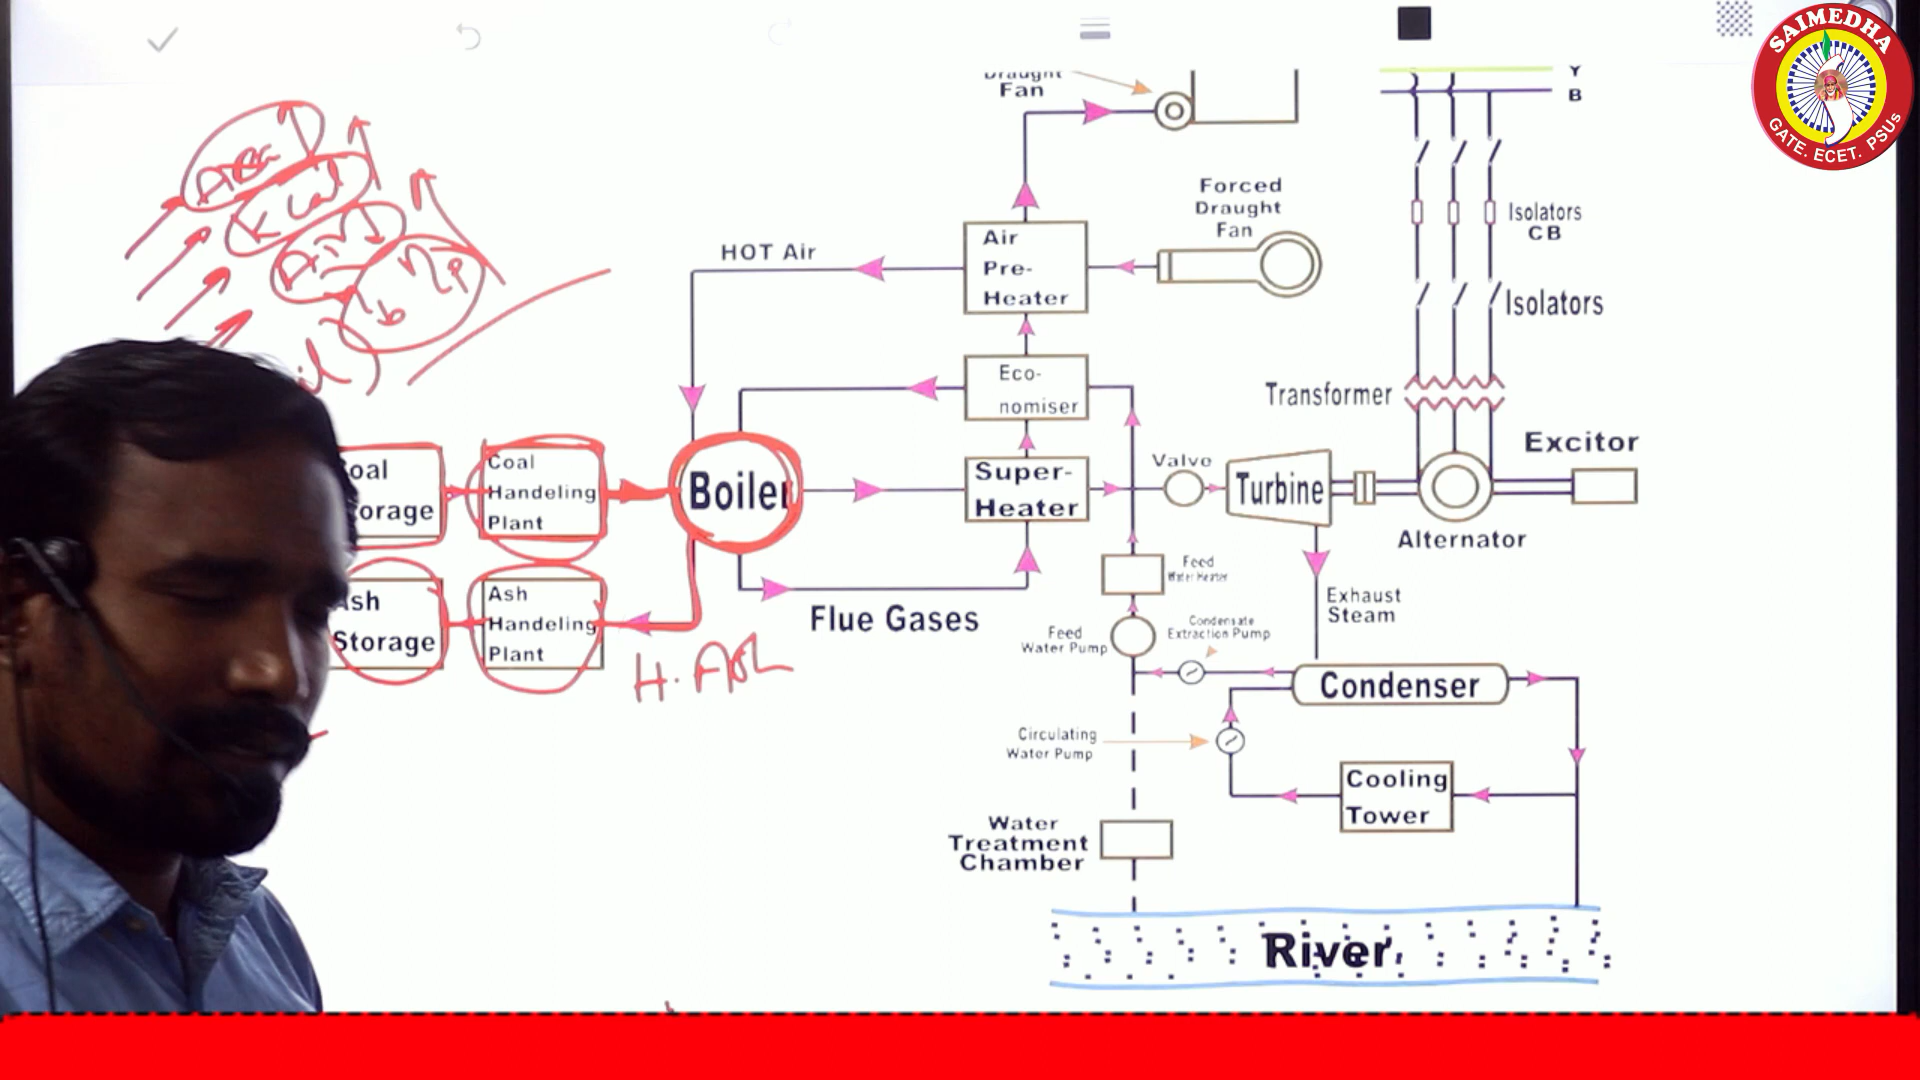 SAIMEDHA
GATE. ECET. PSUs
Draught
Fan
Y
B
Forced
Draught
Fan
Isolators
CB
HOT Air
Air
Pre-
Heater
Isolators
K Cal
Eco-
nomiser
Transformer
Excitor
Coal
Handeling
Plant
Boiler
Super-
Heater
Valve
Turbine
Alternator
Ash
Storage
Ash
Handeling
Plant
Flue Gases
Feed
Water Heater
Exhaust
Steam
Feed
Water Pump
Condensate
Extraction Pump
H. Ash
Condenser
Circulating
Water Pump
Cooling
Tower
Water
Treatment
Chamber
River